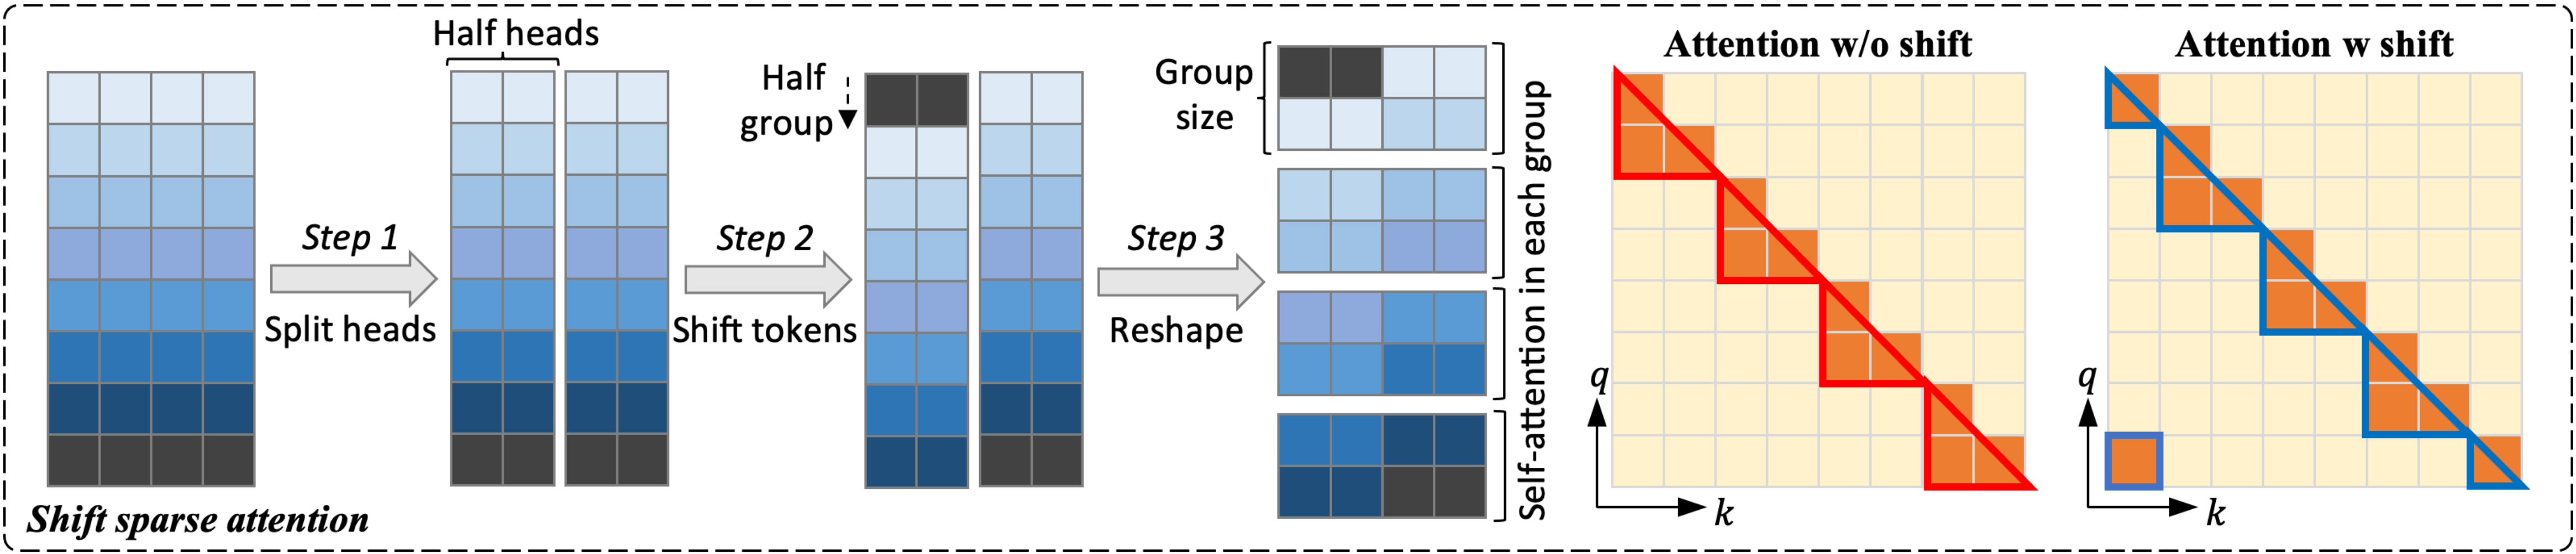 Half heads
Step 1
Split heads
Half
group
Step 2
Shift tokens
Step 3
Reshape
Group
size
Self-attention in each group
Attention w/o shift
q
k
Attention w shift
q
k
Shift sparse attention